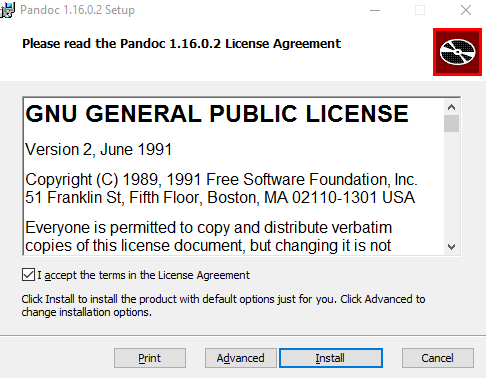 Pandoc 1.16.0.2 Setup
Please read the Pandoc 1.16.0.2 License Agreement
GNU GENERAL PUBLIC LICENSE
Version 2, June 1991
Copyright (C) 1989, 1991 Free Software Foundation, Inc.
51 Franklin St, Fifth Floor, Boston, MA 02110-1301 USA
Everyone is permitted to copy and distribute verbatim
copies of this license document, but changing it is not
I accept the terms in the License Agreement
Click Install to install the product with default options just for you. Click Advanced to
change installation options.
Print Advanced Install Cancel